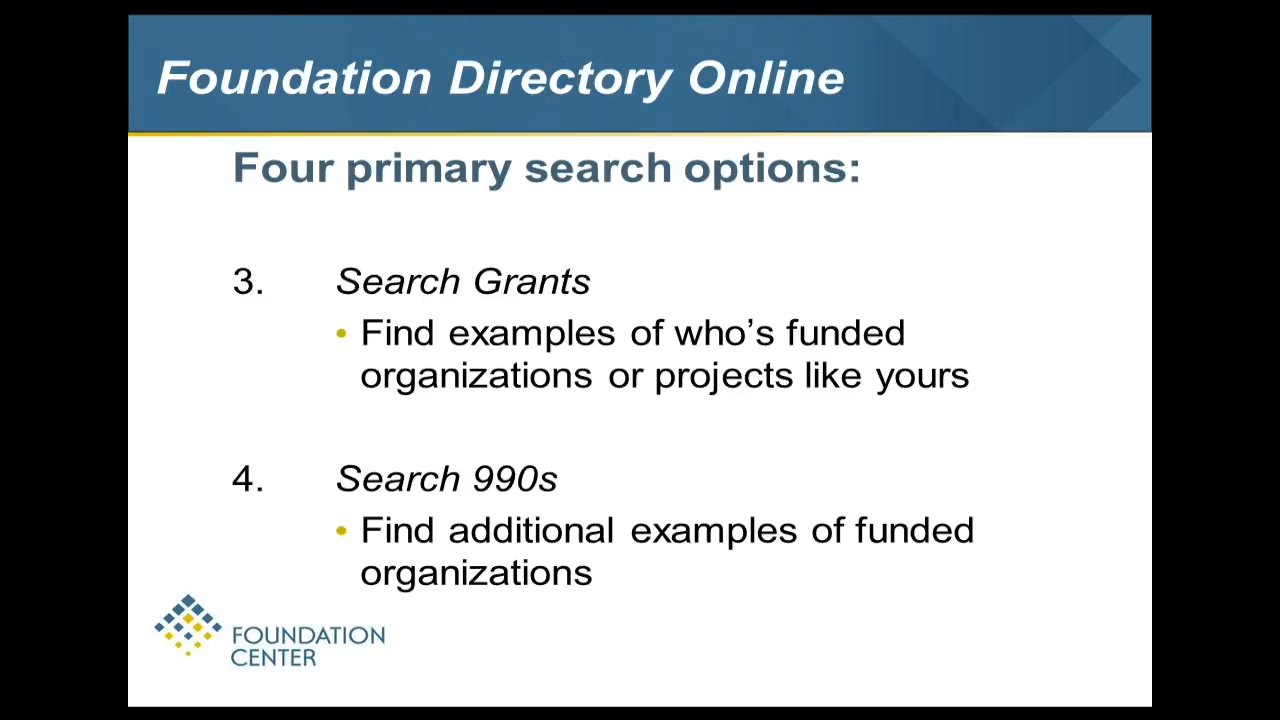 Foundation Directory Online
Four primary search options:
3. Search Grants
• Find examples of who’s funded
organizations or projects like yours
4. Search 990s
• Find additional examples of funded
organizations
FOUNDATION
CENTER